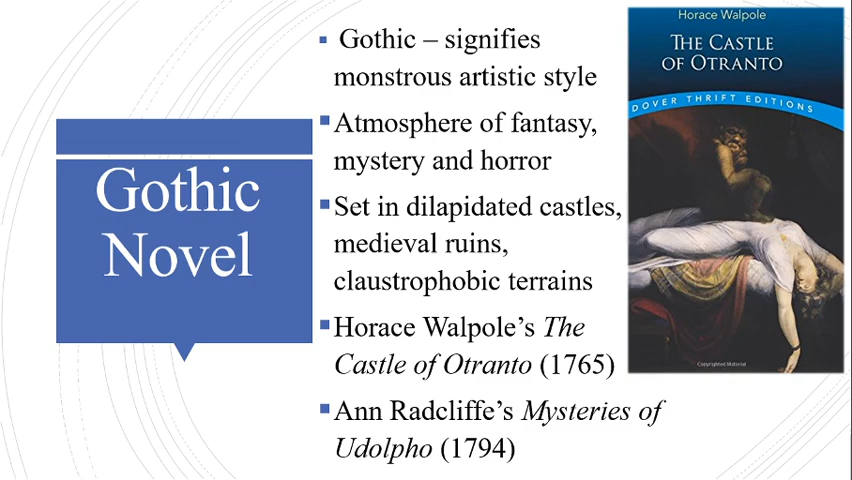 Gothic
Novel
▪ Gothic – signifies
monstrous artistic style
▪ Atmosphere of fantasy,
mystery and horror
▪ Set in dilapidated castles,
medieval ruins,
claustrophobic terrains
▪ Horace Walpole’s The
Castle of Otranto (1765)
▪ Ann Radcliffe’s Mysteries of
Udolpho (1794)
Horace Walpole
THE CASTLE
OF OTRANTO
DOVER THRIFT EDITIONS
Copyrighted Material